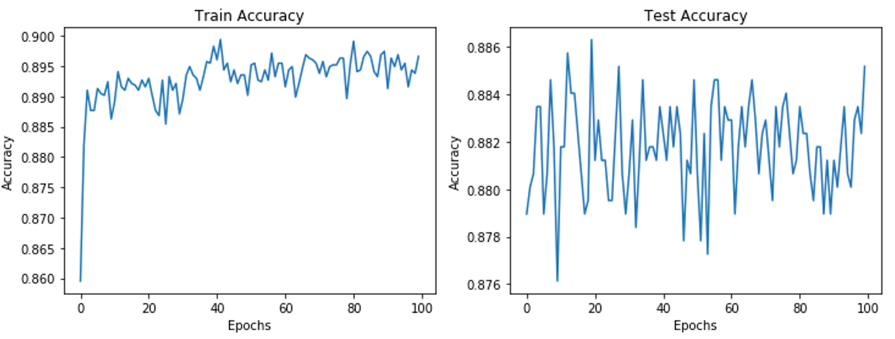 Train Accuracy
0.900
0.895
0.890
0.885
0.880
0.875
0.870
0.865
0.860
Accuracy
0 20 40 60 80 100
Epochs
Test Accuracy
0.886
0.884
0.882
0.880
0.878
0.876
Accuracy
0 20 40 60 80 100
Epochs